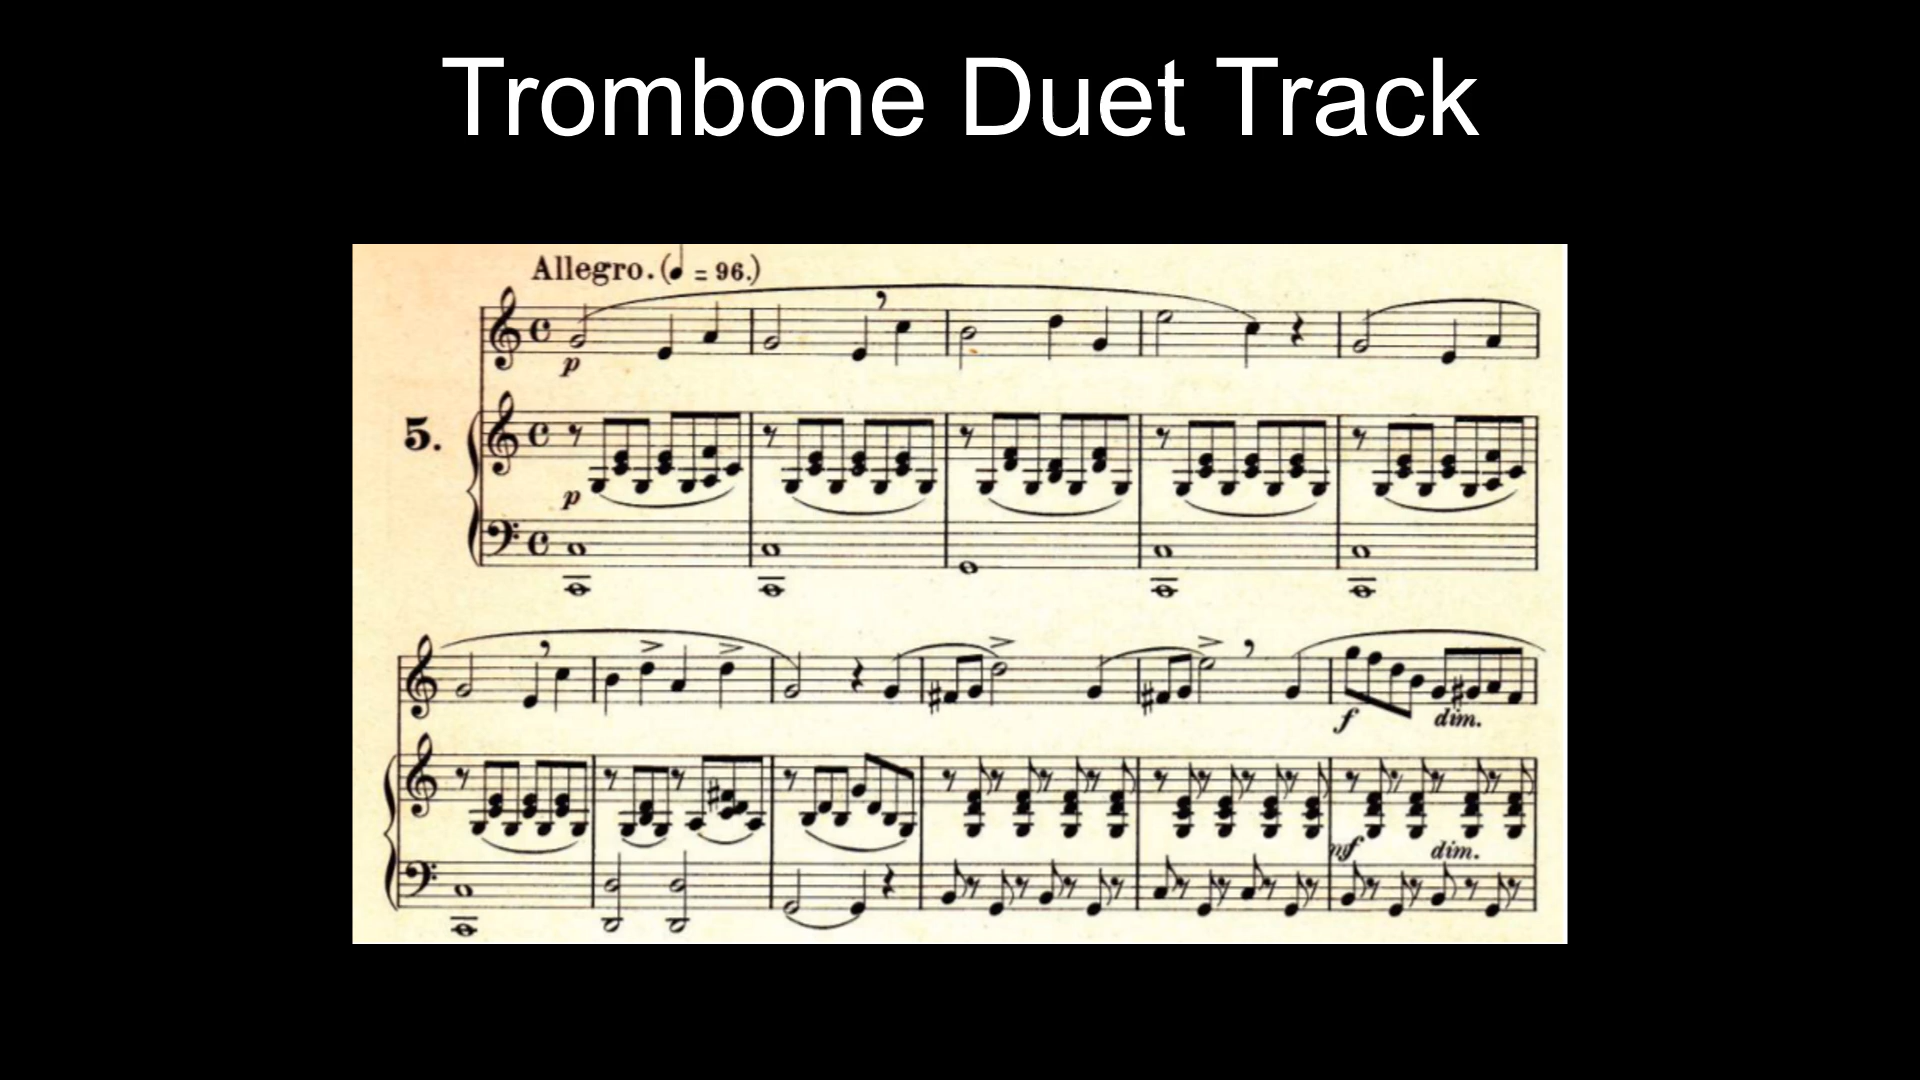 Trombone Duet Track
Allegro. (♩ = 96.)
p
5.
p
f dim.
mf dim.